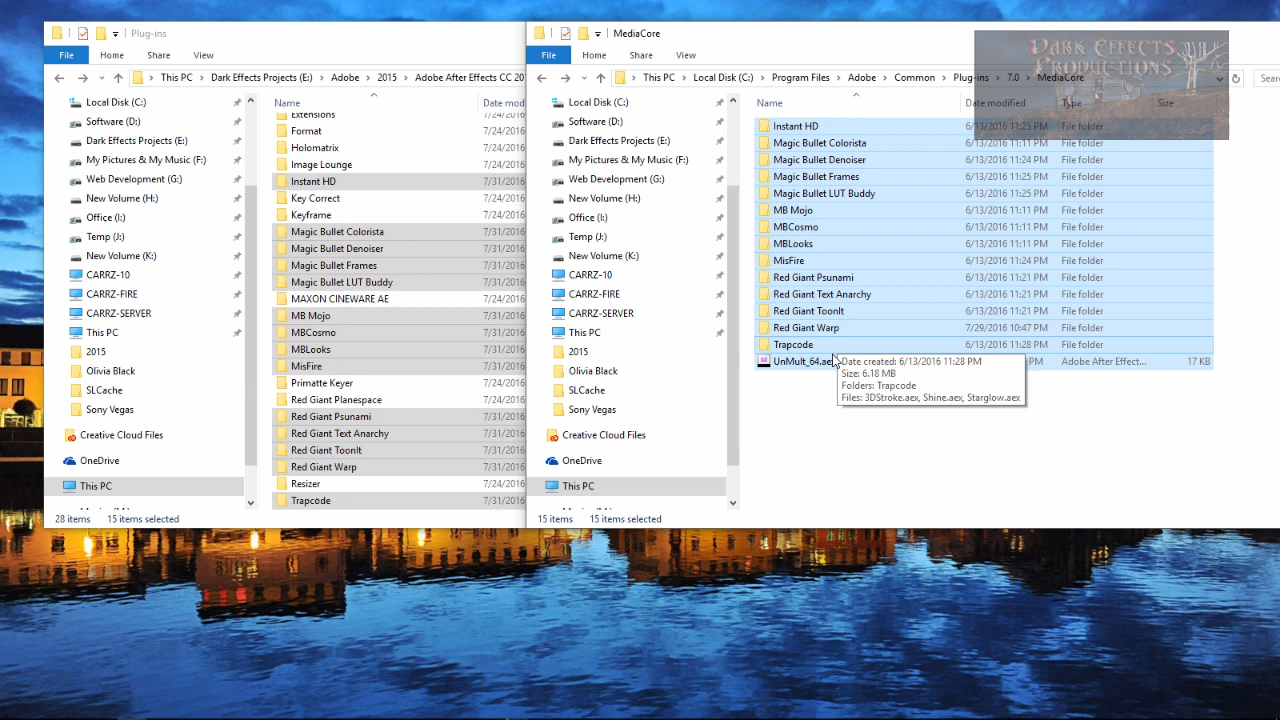 Plug-ins
File Home Share View
This PC Dark Effects Projects (E:) Adobe 2015 Adobe After Effects CC 20
Local Disk (C:)
Software (D:)
Dark Effects Projects (E:)
My Pictures & My Music (F:)
Web Development (G:)
New Volume (H:)
Office (I:)
Temp (J:)
New Volume (K:)
CARRZ-10
CARRZ-FIRE
CARRZ-SERVER
This PC
2015
Olivia Black
SLCache
Sony Vegas
Creative Cloud Files
OneDrive
This PC
Name Date mod
Extensions
Format 7/24/2016
Holomatrix 7/24/2016
Image Lounge 7/24/2016
Instant HD 7/31/2016
Key Correct 7/24/2016
Keyframe 7/24/2016
Magic Bullet Colorista 7/31/2016
Magic Bullet Denoiser 7/31/2016
Magic Bullet Frames 7/31/2016
Magic Bullet LUT Buddy 7/31/2016
MAXON CINEWARE AE 7/24/2016
MB Mojo 7/31/2016
MBCosmo 7/31/2016
MBLooks 7/31/2016
MisFire 7/31/2016
Primatte Keyer 7/24/2016
Red Giant Planespace 7/24/2016
Red Giant Psunami 7/31/2016
Red Giant Text Anarchy 7/31/2016
Red Giant ToonIt 7/31/2016
Red Giant Warp 7/31/2016
Resizer 7/24/2016
Trapcode 7/31/2016
28 items 15 items selected
MediaCore
File Home Share View
This PC Local Disk (C:) Program Files Adobe Common Plug-ins 7.0 MediaCore
Sear
DARK EFFECTS
PRODUCTIONS
Local Disk (C:)
Software (D:)
Dark Effects Projects (E:)
My Pictures & My Music (F:)
Web Development (G:)
New Volume (H:)
Office (I:)
Temp (J:)
New Volume (K:)
CARRZ-10
CARRZ-FIRE
CARRZ-SERVER
This PC
2015
Olivia Black
SLCache
Sony Vegas
Creative Cloud Files
OneDrive
This PC
Name Date modified Type Size
Instant HD 6/13/2016 11:25 PM File folder
Magic Bullet Colorista 6/13/2016 11:11 PM File folder
Magic Bullet Denoiser 6/13/2016 11:24 PM File folder
Magic Bullet Frames 6/13/2016 11:25 PM File folder
Magic Bullet LUT Buddy 6/13/2016 11:25 PM File folder
MB Mojo 6/13/2016 11:11 PM File folder
MBCosmo 6/13/2016 11:11 PM File folder
MBLooks 6/13/2016 11:11 PM File folder
MisFire 6/13/2016 11:24 PM File folder
Red Giant Psunami 6/13/2016 11:21 PM File folder
Red Giant Text Anarchy 6/13/2016 11:21 PM File folder
Red Giant ToonIt 6/13/2016 11:21 PM File folder
Red Giant Warp 7/29/2016 10:47 PM File folder
Trapcode 6/13/2016 11:28 PM File folder
UnMult_64.ae PM Adobe After Effect... 17 KB
Date created: 6/13/2016 11:28 PM
Size: 6.18 MB
Folders: Trapcode
Files: 3DStroke.aex, Shine.aex, Starglow.aex
15 items 15 items selected